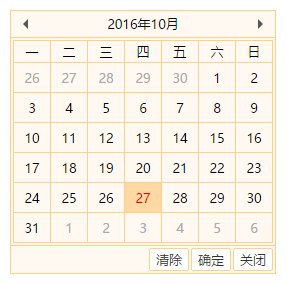 2016年10月
一 二 三 四 五 六 日
26 27 28 29 30 1 2
3 4 5 6 7 8 9
10 11 12 13 14 15 16
17 18 19 20 21 22 23
24 25 26 27 28 29 30
31 1 2 3 4 5 6
清除 确定 关闭